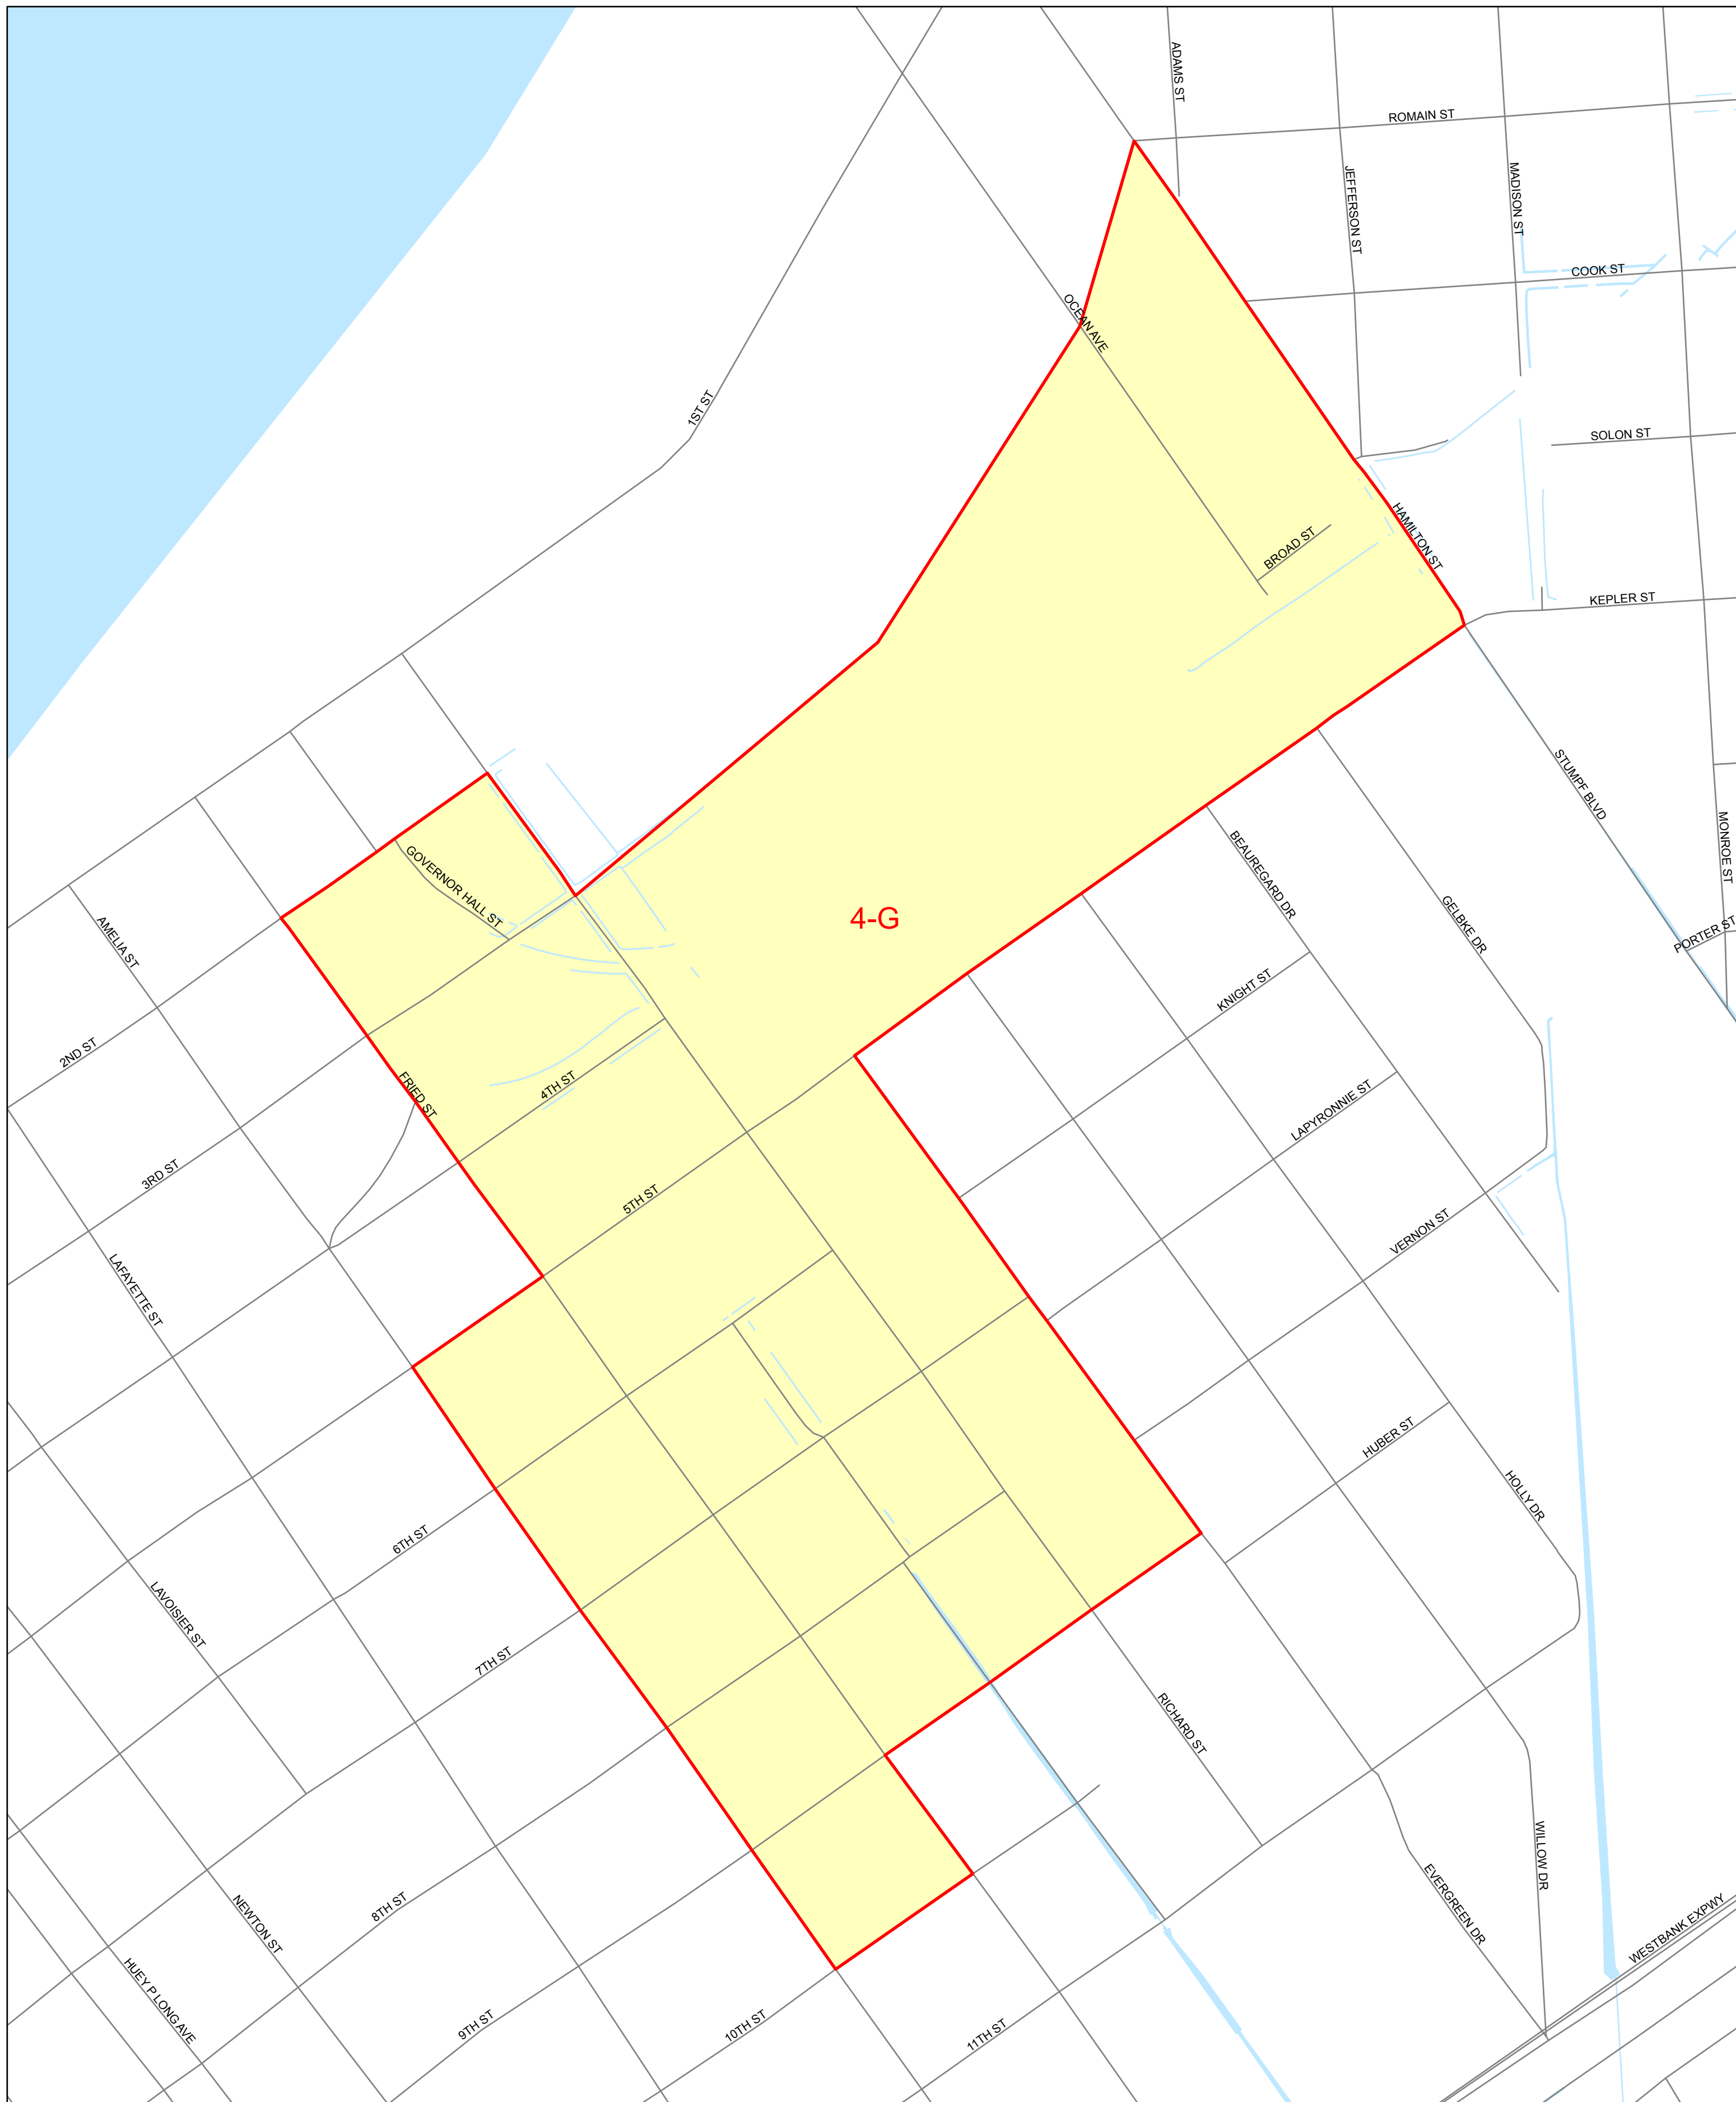 ADAMS ST
ROMAIN ST
JEFFERSON ST
MADISON ST
COOK ST
OCEAN AVE
1ST ST
SOLON ST
HAMILTON ST
BROAD ST
KEPLER ST
STUMPF BLVD
MONROE ST
GOVERNOR HALL ST
BEAUREGARD DR
GELBKE DR
4-G
AMELIA ST
PORTER ST
KNIGHT ST
2ND ST
FRIED ST
4TH ST
LAPYRONNIE ST
3RD ST
5TH ST
VERNON ST
LAFAYETTE ST
HUBER ST
HOLLY DR
6TH ST
LAVOISIER ST
7TH ST
RICHARD ST
WILLOW DR
8TH ST
EVERGREEN DR
NEWTON ST
WESTBANK EXPWY
HUEY P LONG AVE
9TH ST
10TH ST
11TH ST